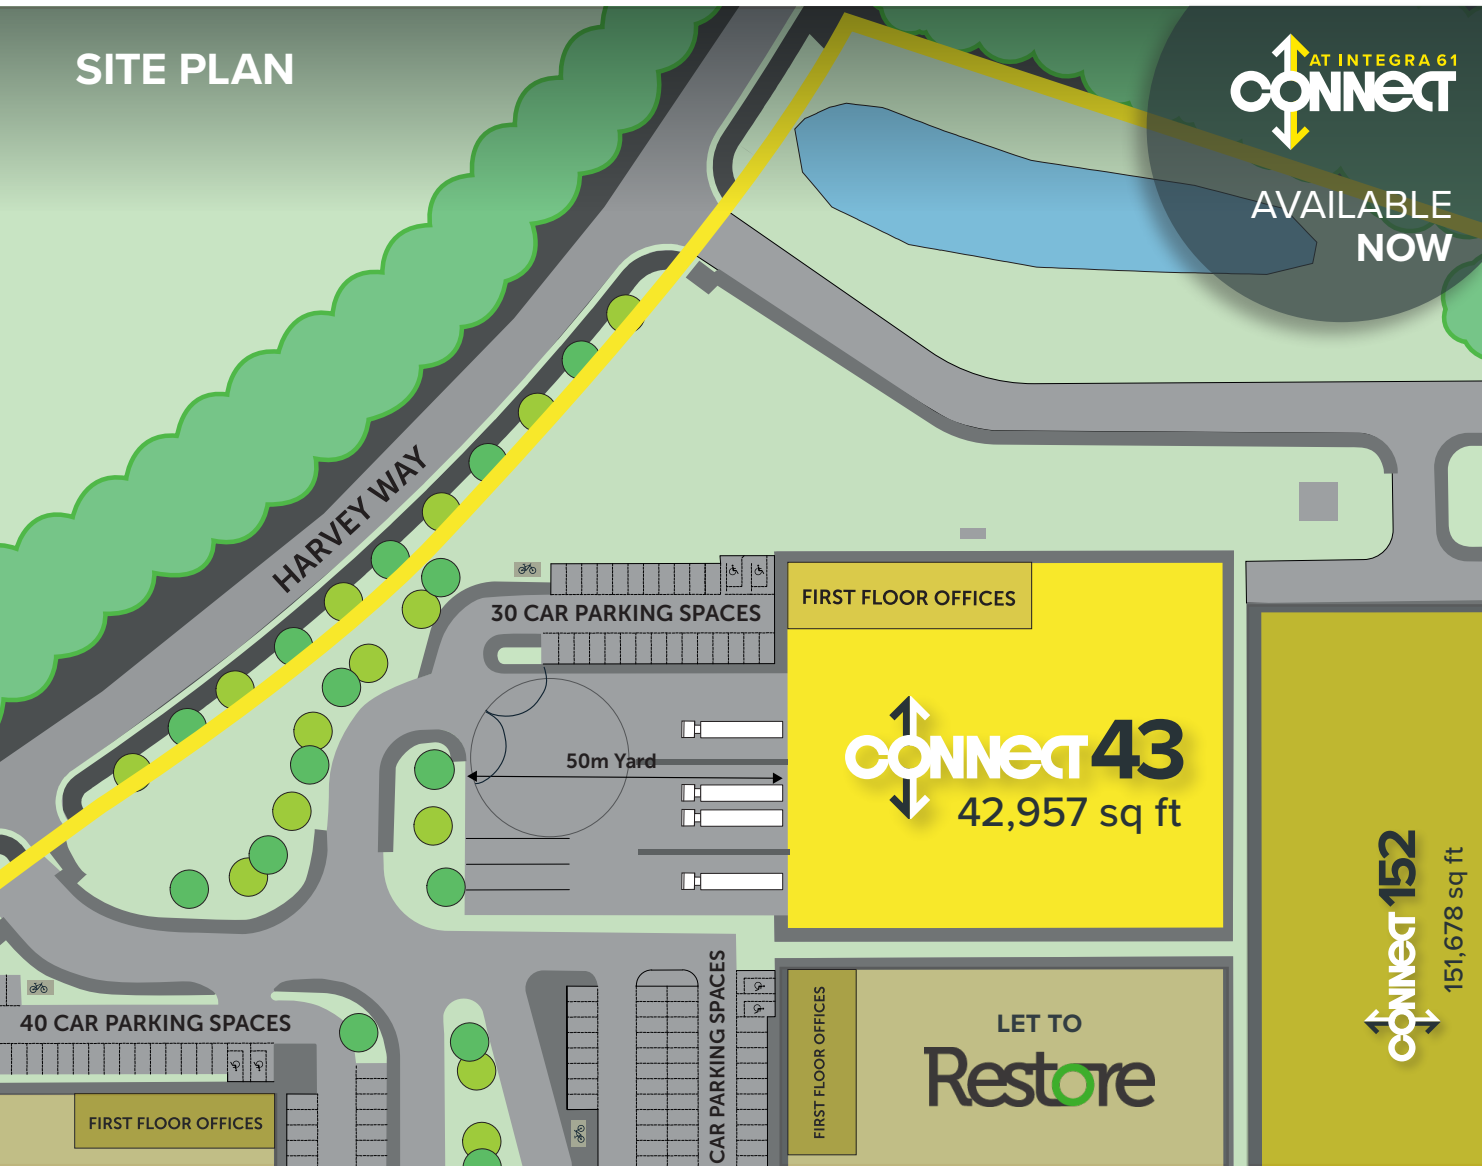 SITE PLAN
AT INTEGRA 61
CONNECT
AVAILABLE
NOW
HARVEY WAY
30 CAR PARKING SPACES
FIRST FLOOR OFFICES
50m Yard
CONNECT 43
42,957 sq ft
CONNECT 152
151,678 sq ft
40 CAR PARKING SPACES
FIRST FLOOR OFFICES
CAR PARKING SPACES
FIRST FLOOR OFFICES
LET TO
Restore